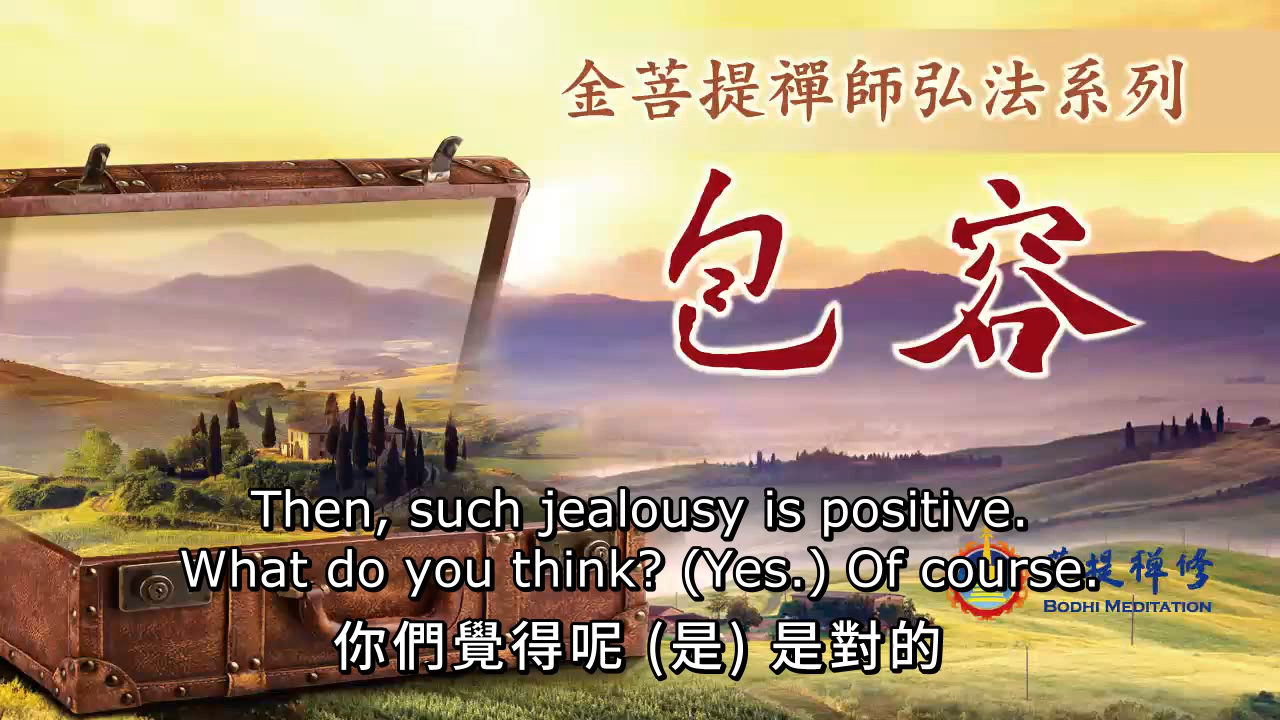 金菩提禪師弘法系列
包容
Then, such jealousy is positive.
What do you think? (Yes.) Of course.
提禪修
BODHI MEDITATION
你們覺得呢 (是) 是對的